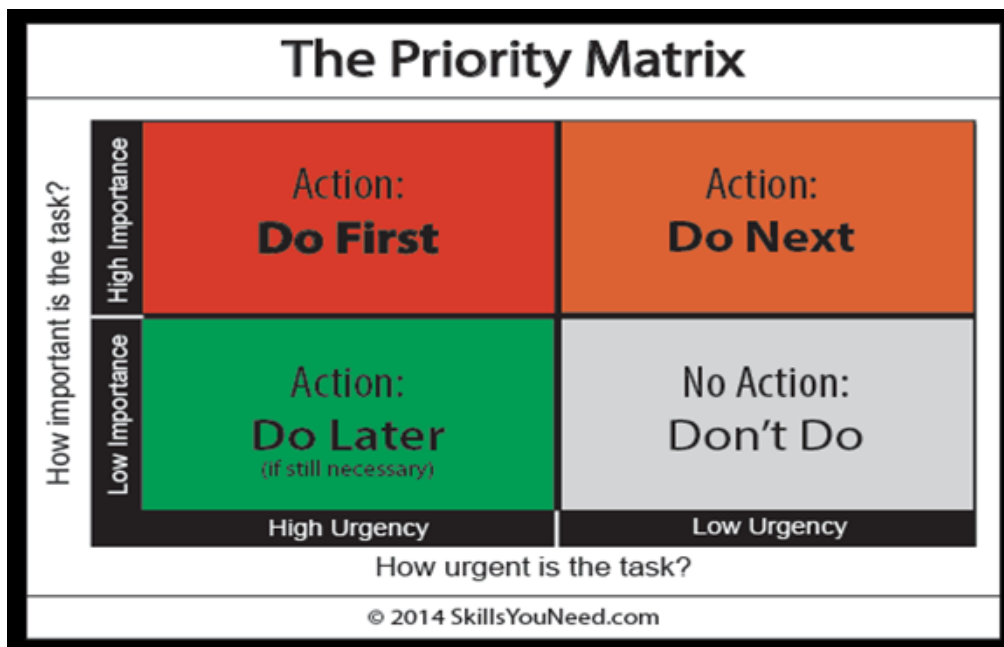 The Priority Matrix
How important is the task?
High Importance
Action:
Do First
Action:
Do Next
Low Importance
Action:
Do Later
(if still necessary)
No Action:
Don't Do
High Urgency
Low Urgency
How urgent is the task?
© 2014 SkillsYouNeed.com